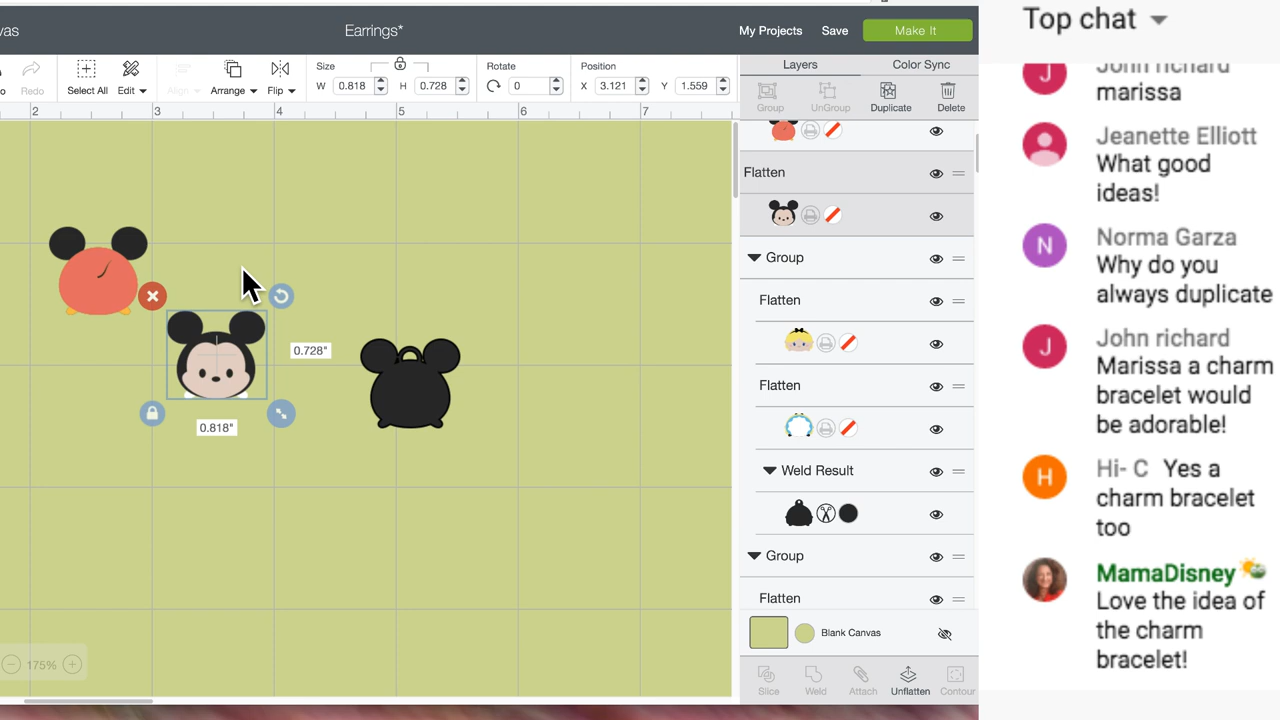 vas
Earrings*
My Projects Save Make It
Size
W 0.818 H 0.728
Rotate
0
Position
X 3.121 Y 1.559
Redo Select All Edit Align Arrange Flip
2 3 4 5 6 7
0.728"
0.818"
175%
Layers Color Sync
Group UnGroup Duplicate Delete
Flatten
Group
Flatten
Flatten
Weld Result
Group
Flatten
Blank Canvas
Slice Weld Attach Unflatten Contour
Top chat
John richard
marissa
Jeanette Elliott
What good
ideas!
N
Norma Garza
Why do you
always duplicate
J
John richard
Marissa a charm
bracelet would
be adorable!
H
Hi- C Yes a
charm bracelet
too
MamaDisney
Love the idea of
the charm
bracelet!